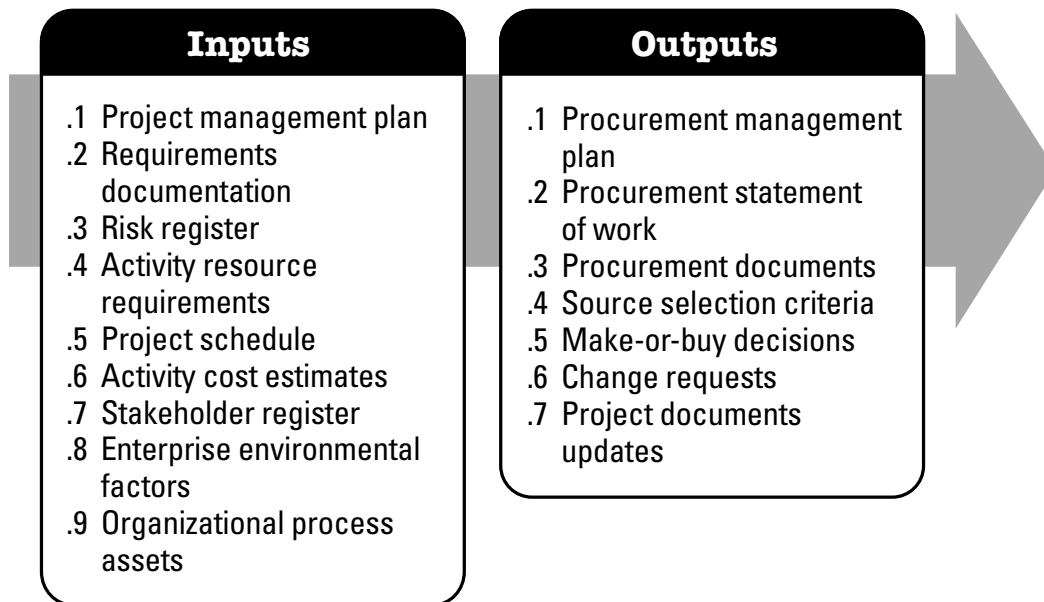 Inputs
.1 Project management plan
.2 Requirements
documentation
.3 Risk register
.4 Activity resource
requirements
.5 Project schedule
.6 Activity cost estimates
.7 Stakeholder register
.8 Enterprise environmental
factors
.9 Organizational process
assets
Outputs
.1 Procurement management
plan
.2 Procurement statement
of work
.3 Procurement documents
.4 Source selection criteria
.5 Make-or-buy decisions
.6 Change requests
.7 Project documents
updates